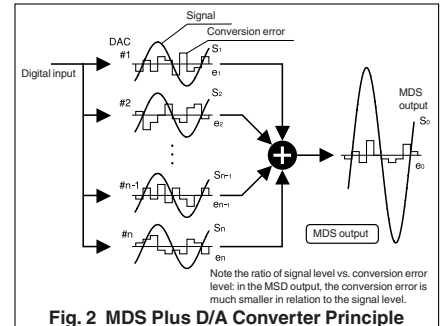 Signal
DAC
Conversion error
#1
S1
e1
Digital input
#2
S2
e2
MDS
output
S0
e0
#n-1
Sn-1
en-1
MDS output
#n
Sn
en
Note the ratio of signal level vs. conversion error
level: in the MSD output, the conversion error is
much smaller in relation to the signal level.
Fig. 2 MDS Plus D/A Converter Principle